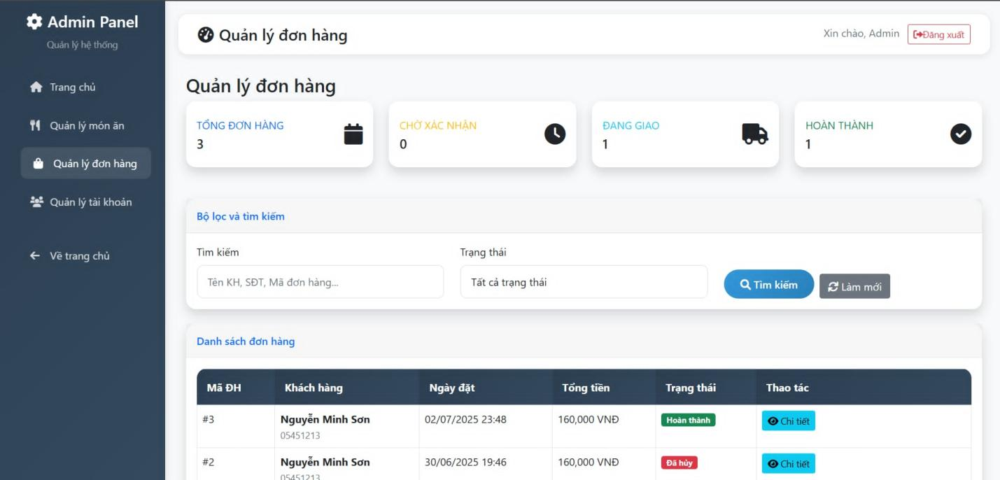 Admin Panel
Quản lý hệ thống
Trang chủ
Quản lý món ăn
Quản lý đơn hàng
Quản lý tài khoản
Về trang chủ
Quản lý đơn hàng
Xin chào, Admin
Đăng xuất
Quản lý đơn hàng
TỔNG ĐƠN HÀNG
3
CHỜ XÁC NHẬN
0
ĐANG GIAO
1
HOÀN THÀNH
1
Bộ lọc và tìm kiếm
Tìm kiếm
Trạng thái
Tên KH, SĐT, Mã đơn hàng...
Tất cả trạng thái
Tìm kiếm
Làm mới
Danh sách đơn hàng
Mã ĐH Khách hàng Ngày đặt Tổng tiền Trạng thái Thao tác
#3 Nguyễn Minh Sơn 02/07/2025 23:48 160,000 VNĐ Hoàn thành Chi tiết
05451213
#2 Nguyễn Minh Sơn 30/06/2025 19:46 160,000 VNĐ Đã hủy Chi tiết
05451213